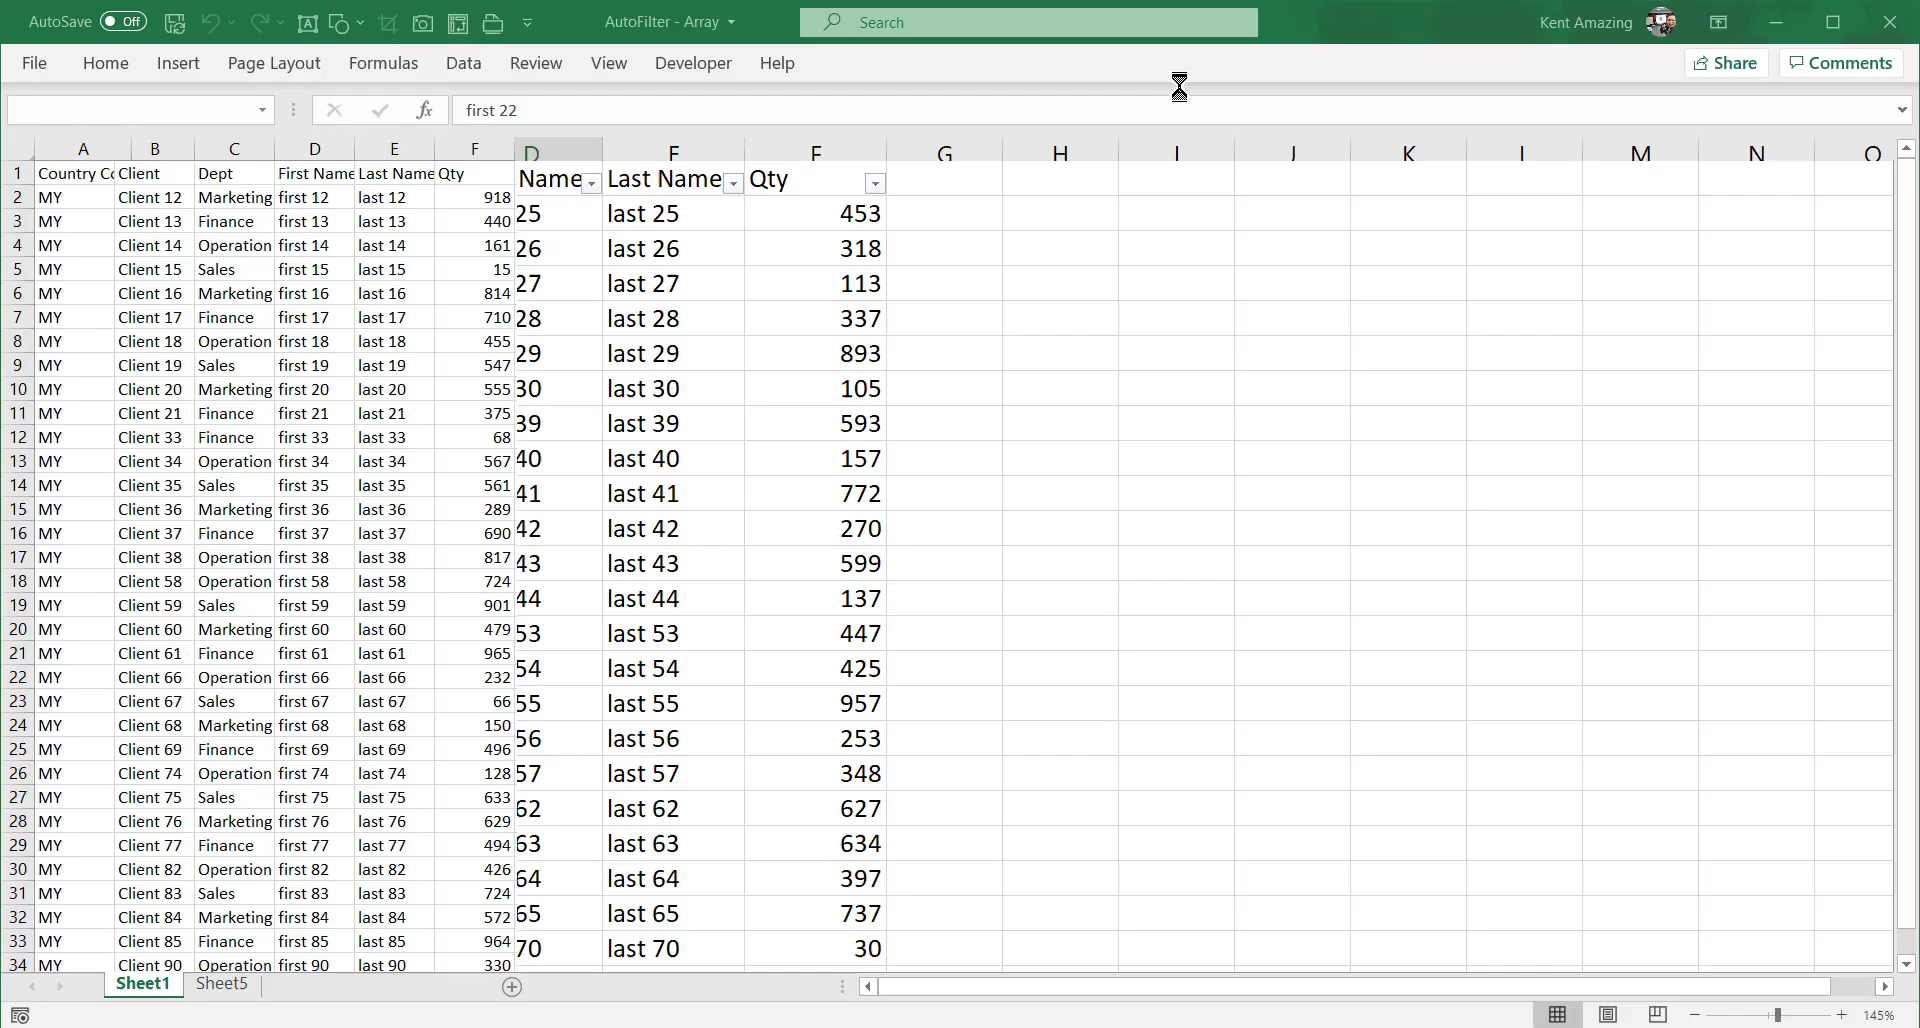 AutoSave Off AutoFilter - Array Search Kent Amazing
File Home Insert Page Layout Formulas Data Review View Developer Help Share Comments
fx first 22
A B C D E F D E F G H I J K L M N O
1 Country Co Client Dept First Name Last Name Qty Name Last Name Qty
2 MY Client 12 Marketing first 12 last 12 918 25 last 25 453
3 MY Client 13 Finance first 13 last 13 440 26 last 26 318
4 MY Client 14 Operation first 14 last 14 161 27 last 27 113
5 MY Client 15 Sales first 15 last 15 15 28 last 28 337
6 MY Client 16 Marketing first 16 last 16 814 29 last 29 893
7 MY Client 17 Finance first 17 last 17 710 30 last 30 105
8 MY Client 18 Operation first 18 last 18 455 39 last 39 593
9 MY Client 19 Sales first 19 last 19 547 40 last 40 157
10 MY Client 20 Marketing first 20 last 20 555 41 last 41 772
11 MY Client 21 Finance first 21 last 21 375 42 last 42 270
12 MY Client 33 Finance first 33 last 33 68 43 last 43 599
13 MY Client 34 Operation first 34 last 34 567 44 last 44 137
14 MY Client 35 Sales first 35 last 35 561 53 last 53 447
15 MY Client 36 Marketing first 36 last 36 289 54 last 54 425
16 MY Client 37 Finance first 37 last 37 690 55 last 55 957
17 MY Client 38 Operation first 38 last 38 817 56 last 56 253
18 MY Client 58 Operation first 58 last 58 724 57 last 57 348
19 MY Client 59 Sales first 59 last 59 901 62 last 62 627
20 MY Client 60 Marketing first 60 last 60 479 63 last 63 634
21 MY Client 61 Finance first 61 last 61 965 64 last 64 397
22 MY Client 66 Operation first 66 last 66 232 65 last 65 737
23 MY Client 67 Sales first 67 last 67 66 70 last 70 30
24 MY Client 68 Marketing first 68 last 68 150
25 MY Client 69 Finance first 69 last 69 496
26 MY Client 74 Operation first 74 last 74 128
27 MY Client 75 Sales first 75 last 75 633
28 MY Client 76 Marketing first 76 last 76 629
29 MY Client 77 Finance first 77 last 77 494
30 MY Client 82 Operation first 82 last 82 426
31 MY Client 83 Sales first 83 last 83 724
32 MY Client 84 Marketing first 84 last 84 572
33 MY Client 85 Finance first 85 last 85 964
34 MY Client 90 Operation first 90 last 90 330
Sheet1 Sheet5
145%